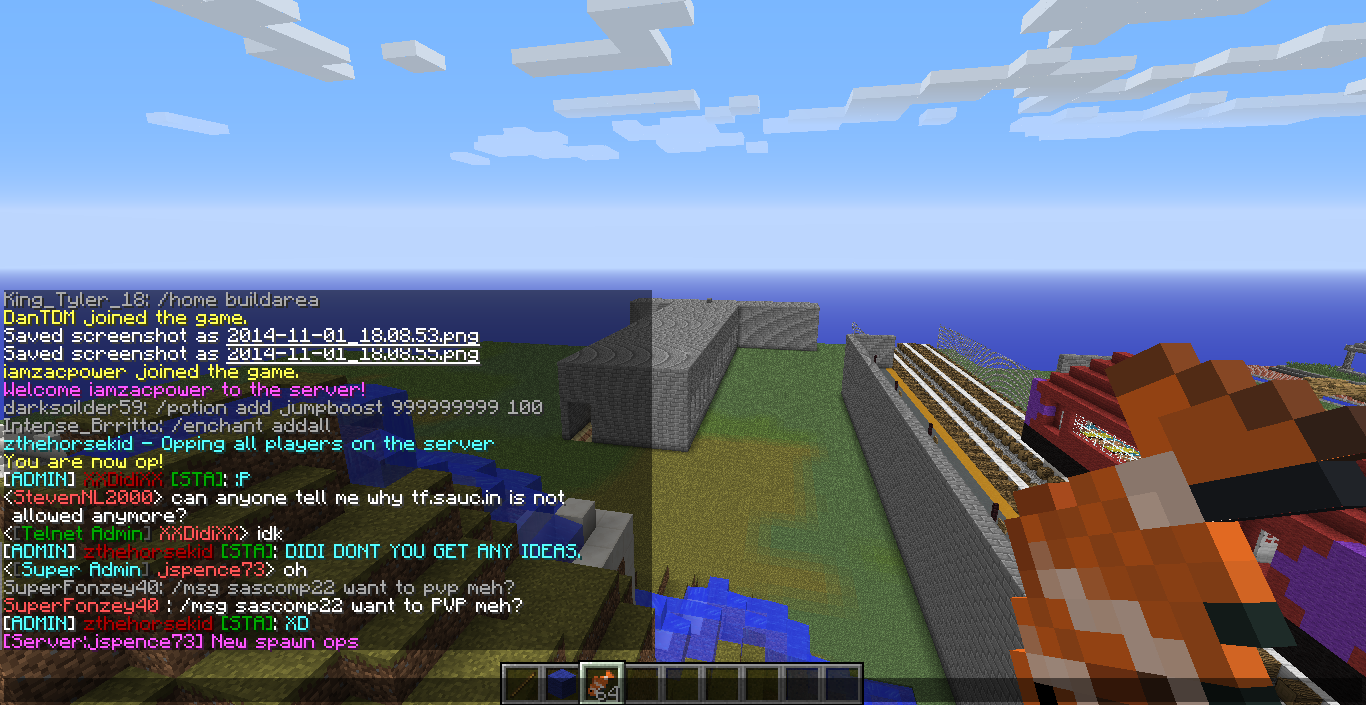 King_Tyler_18: /home buildarea
DanTDM joined the game.
Saved screenshot as 2014-11-01_18.08.53.png
Saved screenshot as 2014-11-01_18.08.55.png
iamzacpower joined the game.
Welcome iamzacpower to the server!
darksoilder59: /potion add jumpboost 999999999 100
Intense_Brritto: /enchant addall
zthehorsekid - Opping all players on the server
You are now op!
[ADMIN] XXDidiXX [STA]: :P
<StevenNL2000> can anyone tell me why tf.sauc.in is not
allowed anymore?
<[Telnet Admin] XXDidiXX> idk
[ADMIN] zthehorsekid [STA]: DIDI DONT YOU GET ANY IDEAS,
<[Super Admin] jspence73> oh
SuperFonzey40: /msg sascomp22 want to pvp meh?
SuperFonzey40 : /msg sascomp22 want to PVP meh?
[ADMIN] zthehorsekid [STA]: XD
[Server:jspence73] New spawn ops
64